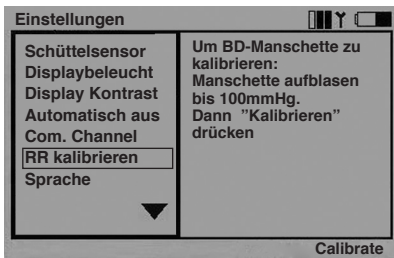 Einstellungen
Schüttelsensor
Displaybeleucht
Display Kontrast
Automatisch aus
Com. Channel
RR kalibrieren
Sprache
Um BD-Manschette zu
kalibrieren:
Manschette aufblasen
bis 100mmHg.
Dann "Kalibrieren"
drücken
Calibrate